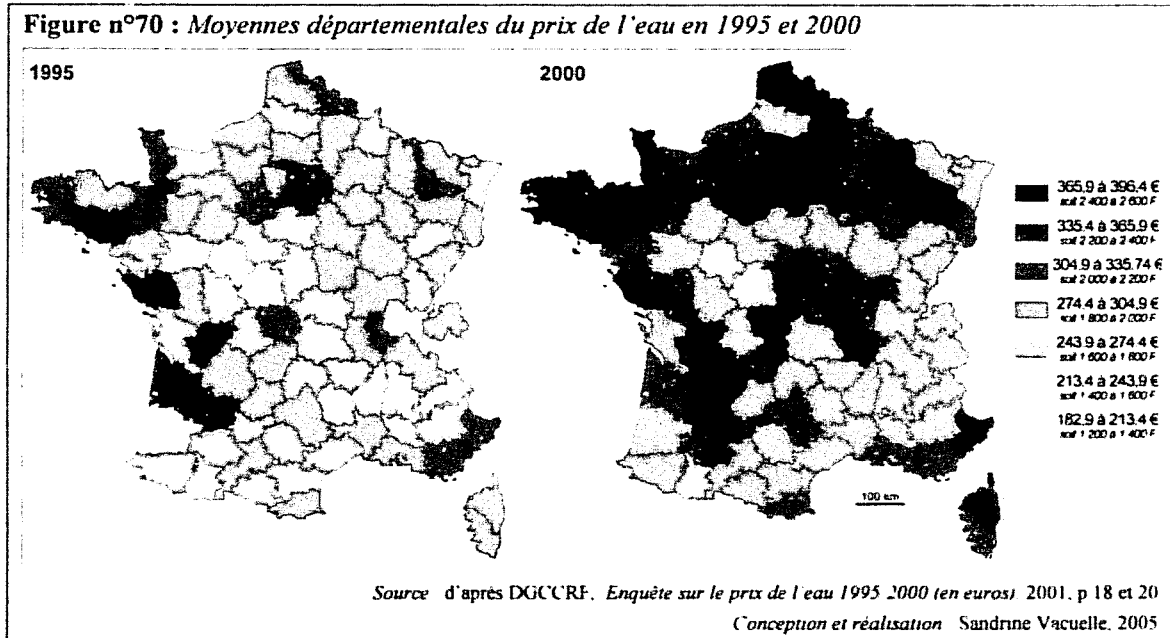 Figure n°70 : Moyennes départementales du prix de l'eau en 1995 et 2000
1995
2000
365.9 à 396.4 €
soit 2 400 à 2 600 F
335.4 à 365.9 €
soit 2 200 à 2 400 F
304.9 à 335.74 €
soit 2 000 à 2 200 F
274.4 à 304.9 €
soit 1 800 à 2 000 F
243.9 à 274.4 €
soit 1 600 à 1 800 F
213.4 à 243.9 €
soit 1 400 à 1 600 F
182.9 à 213.4 €
soit 1 200 à 1 400 F
100 km
Source d'après DGCCRF, Enquête sur le prix de l'eau 1995 2000 (en euros) 2001, p 18 et 20
Conception et réalisation Sandrine Vacuelle, 2005